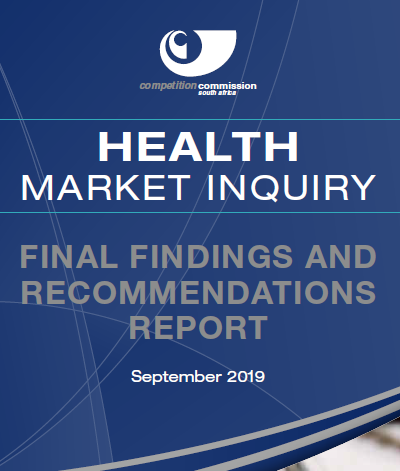 competition commission
south africa
HEALTH
MARKET INQUIRY
FINAL FINDINGS AND
RECOMMENDATIONS
REPORT
September 2019